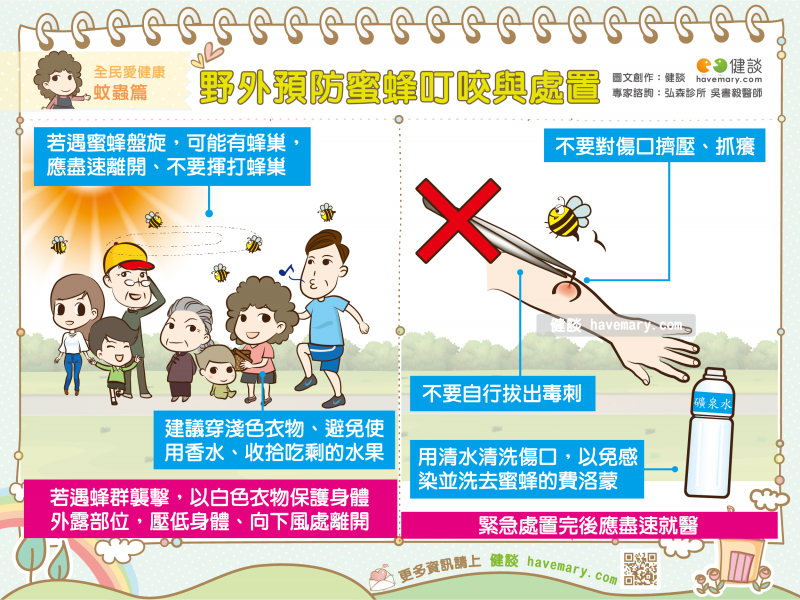 全民愛健康
蚊蟲篇
野外預防蜜蜂叮咬與處置
圖文創作：健談
專家諮詢：弘森診所 吳書毅醫師
健談
havemary.com
若遇蜜蜂盤旋，可能有蜂巢，
應盡速離開、不要揮打蜂巢
建議穿淺色衣物、避免使
用香水、收拾吃剩的水果
若遇蜂群襲擊，以白色衣物保護身體
外露部位，壓低身體、向下風處離開
不要對傷口擠壓、抓癢
健談 havemary.com
不要自行拔出毒刺
礦泉水
用清水清洗傷口，以免感
染並洗去蜜蜂的費洛蒙
緊急處置完後應盡速就醫
更多資訊請上 健談 havemary.com